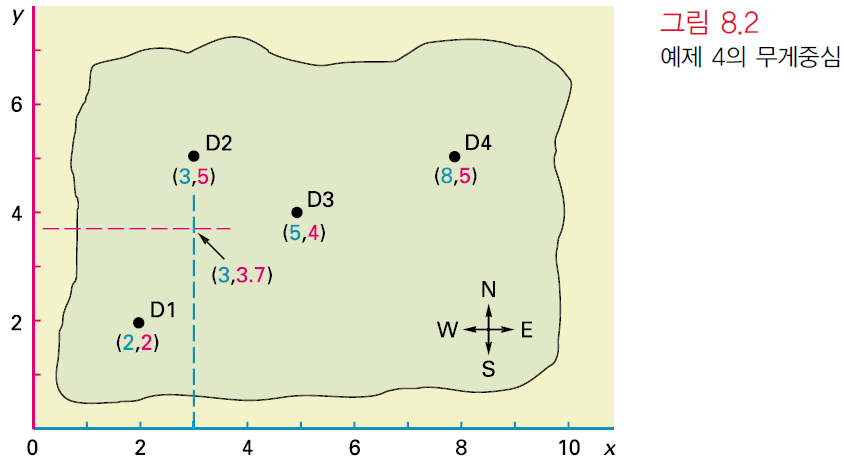 그림 8.2
예제 4의 무게중심
y
6
4
2
D2
(3,5)
D4
(8,5)
D3
(5,4)
(3,3.7)
D1
(2,2)
N
W E
S
0 2 4 6 8 10 x